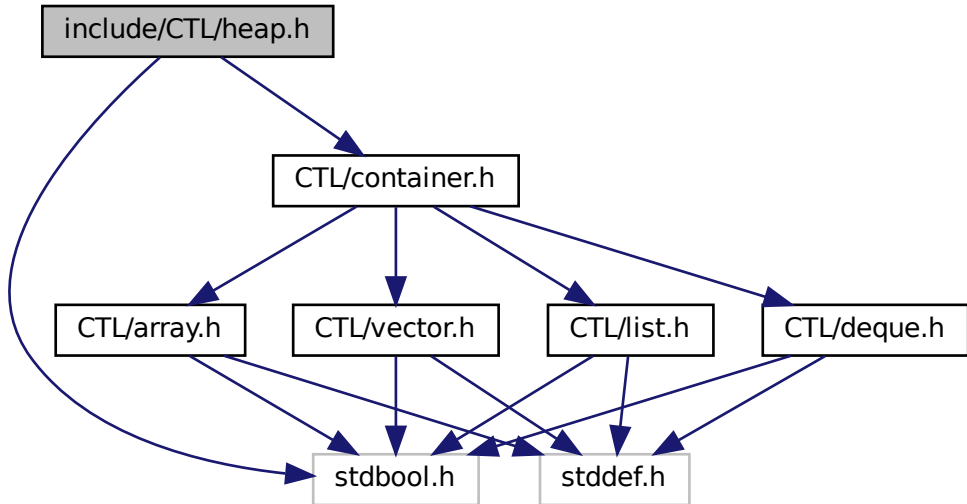 include/CTL/heap.h
CTL/container.h
CTL/array.h
CTL/vector.h
CTL/list.h
CTL/deque.h
stdbool.h
stddef.h